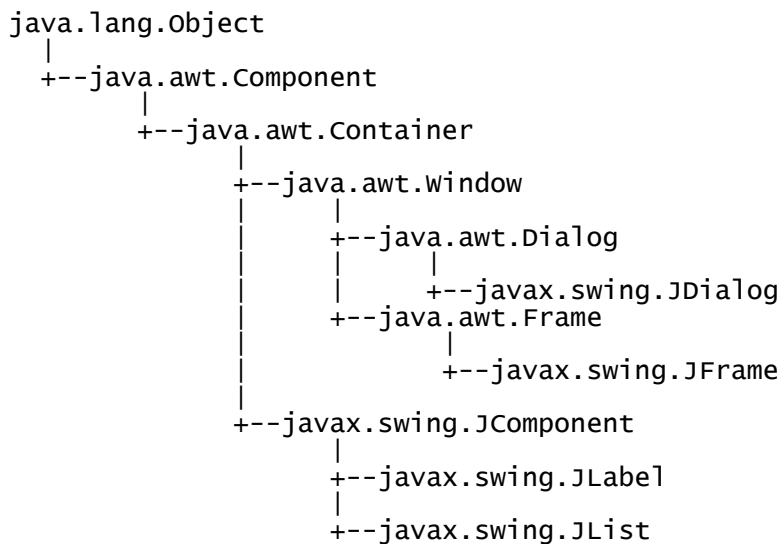 java.lang.Object
|
+--java.awt.Component
|
+--java.awt.Container
|
+--java.awt.Window
| |
| +--java.awt.Dialog
| | |
| | +--javax.swing.JDialog
| +--java.awt.Frame
| |
| +--javax.swing.JFrame
|
+--javax.swing.JComponent
|
+--javax.swing.JLabel
|
+--javax.swing.JList